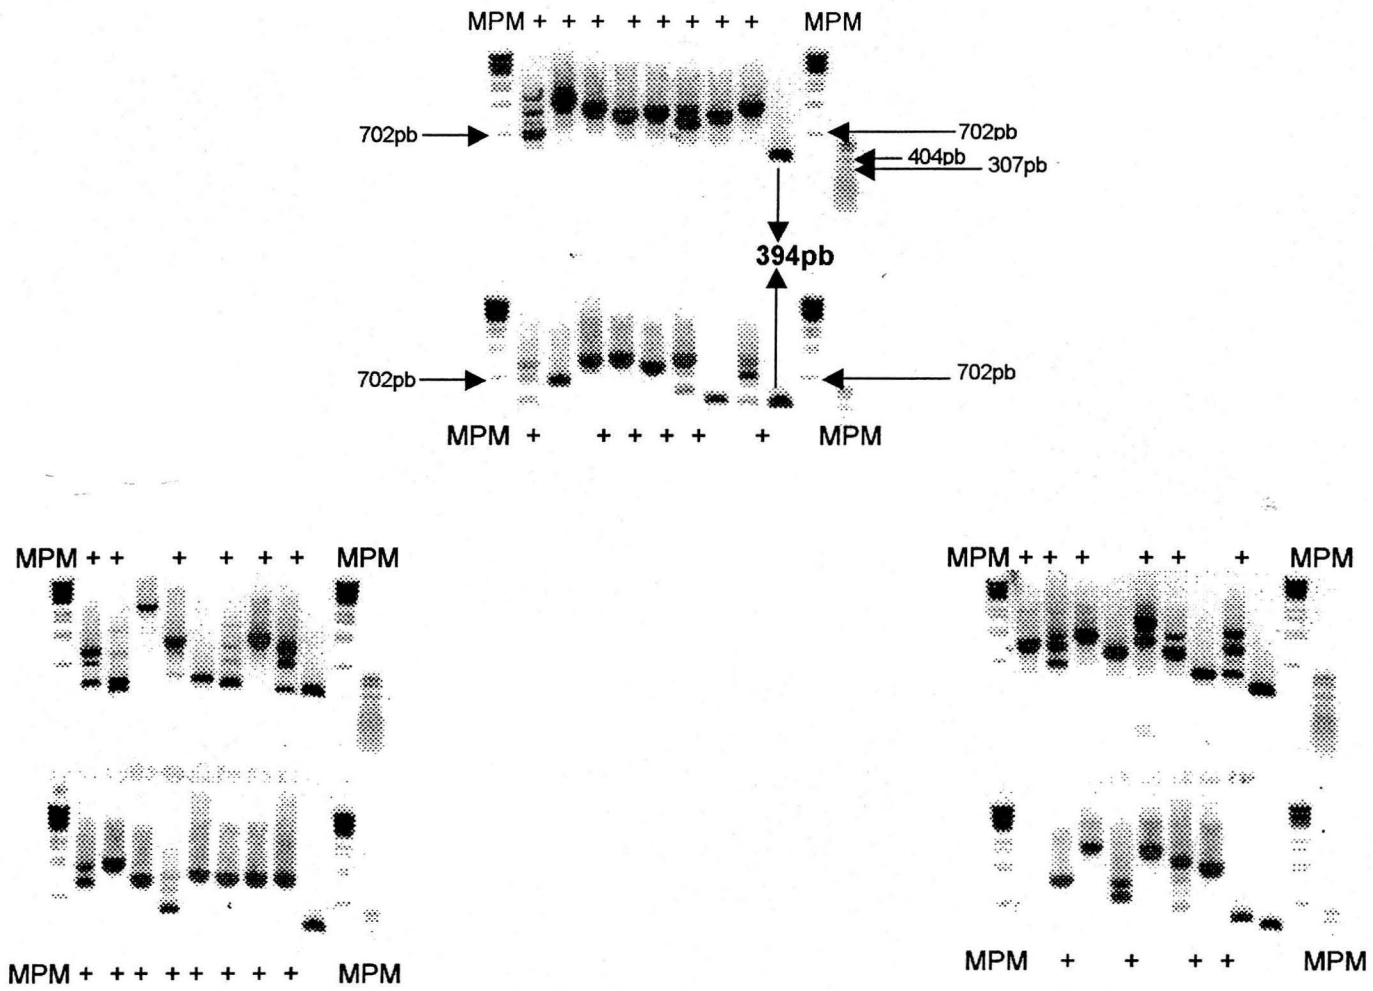 MPM + + + + + + + + MPM
702pb 702pb
404pb
307pb
394pb
702pb 702pb
MPM + + + + + + MPM
MPM + + + + + + MPM
MPM + + + + + + MPM
MPM + + + + + + + + MPM
MPM + + + + MPM